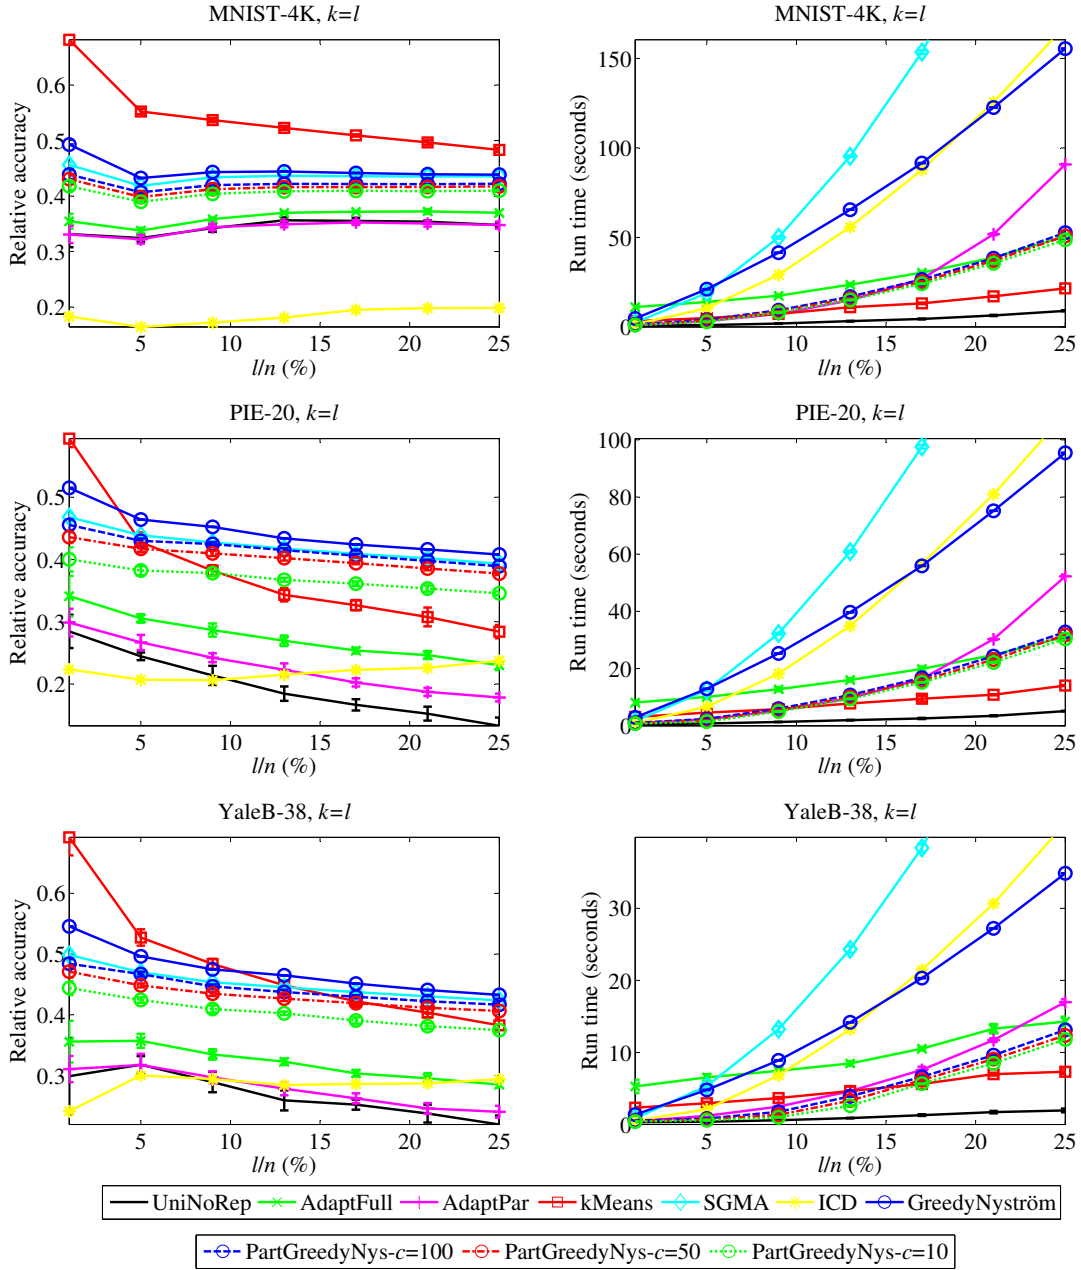 MNIST-4K, k=l
Relative accuracy
0.6
0.5
0.4
0.3
0.2
5 10 15 20 25
l/n (%)
MNIST-4K, k=l
Run time (seconds)
150
100
50
0
5 10 15 20 25
l/n (%)
PIE-20, k=l
Relative accuracy
0.5
0.4
0.3
0.2
5 10 15 20 25
l/n (%)
PIE-20, k=l
Run time (seconds)
100
80
60
40
20
0
5 10 15 20 25
l/n (%)
YaleB-38, k=l
Relative accuracy
0.6
0.5
0.4
0.3
5 10 15 20 25
l/n (%)
YaleB-38, k=l
Run time (seconds)
30
20
10
0
5 10 15 20 25
l/n (%)
UniNoRep AdaptFull AdaptPar kMeans SGMA ICD GreedyNyström
PartGreedyNys-c=100 PartGreedyNys-c=50 PartGreedyNys-c=10